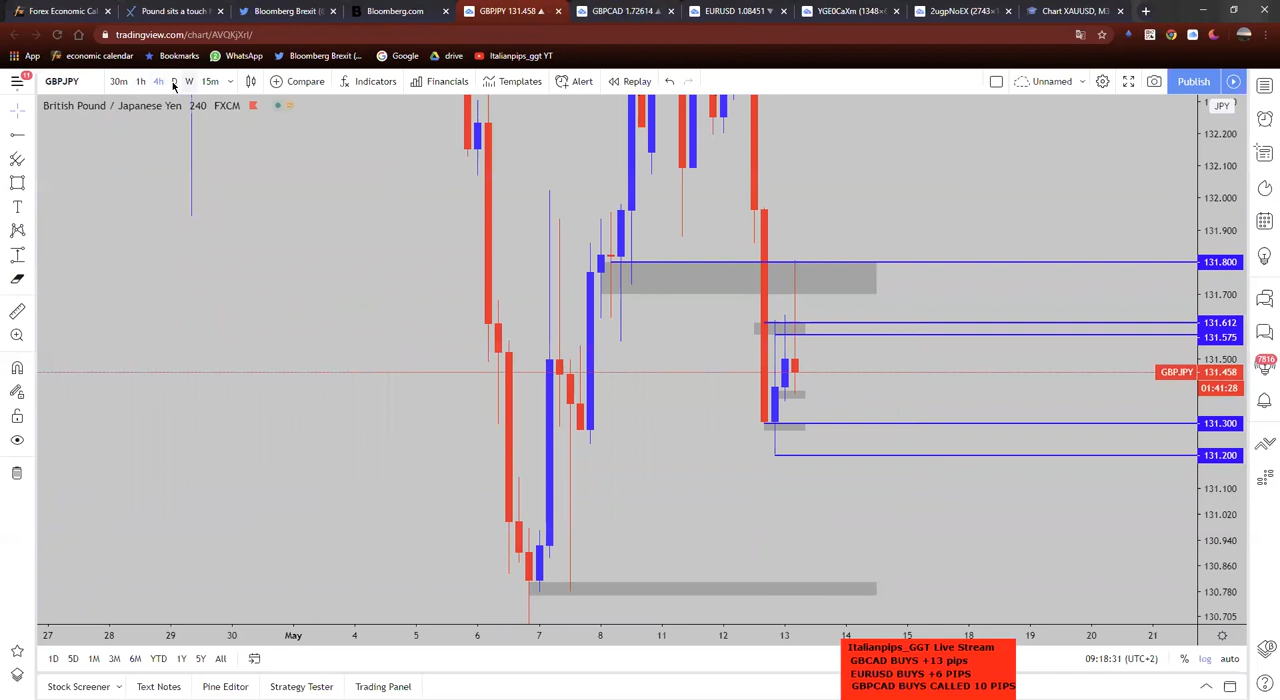 Forex Economic Cal
Pound sits a touch f
Bloomberg Brexit (@
Bloomberg.com
GBPJPY 131.458 ▲
GBPCAD 1.72614 ▲
EURUSD 1.08451 ▼
YGE0CaXm (1348×
2ugpNoEX (2743×1
Chart XAUUSD, M3
tradingview.com/chart/AVQKjXrI/
App
economic calendar
Bookmarks
WhatsApp
Bloomberg Brexit (...
Google
drive
Italianpips_ggt YT
11
GBPJPY
30m 1h 4h D W 15m
Compare
Indicators
Financials
Templates
Alert
Replay
Unnamed
Publish
British Pound / Japanese Yen 240 FXCM
JPY
132.200
132.100
132.000
131.900
131.800
131.700
131.612
131.575
131.500
GBPJPY 131.458
01:41:28
131.300
131.200
131.100
131.020
130.940
130.860
130.780
130.705
7816
27 28 29 30 May 4 5 6 7 8 11 12 13 14 15 18 19 20 21
1D 5D 1M 3M 6M YTD 1Y 5Y All
09:18:31 (UTC+2) % log auto
Italianpips_GGT Live Stream
GBCAD BUYS +13 pips
EURUSD BUYS +6 PIPS
GBPCAD BUYS CALLED 10 PIPS
Stock Screener
Text Notes
Pine Editor
Strategy Tester
Trading Panel